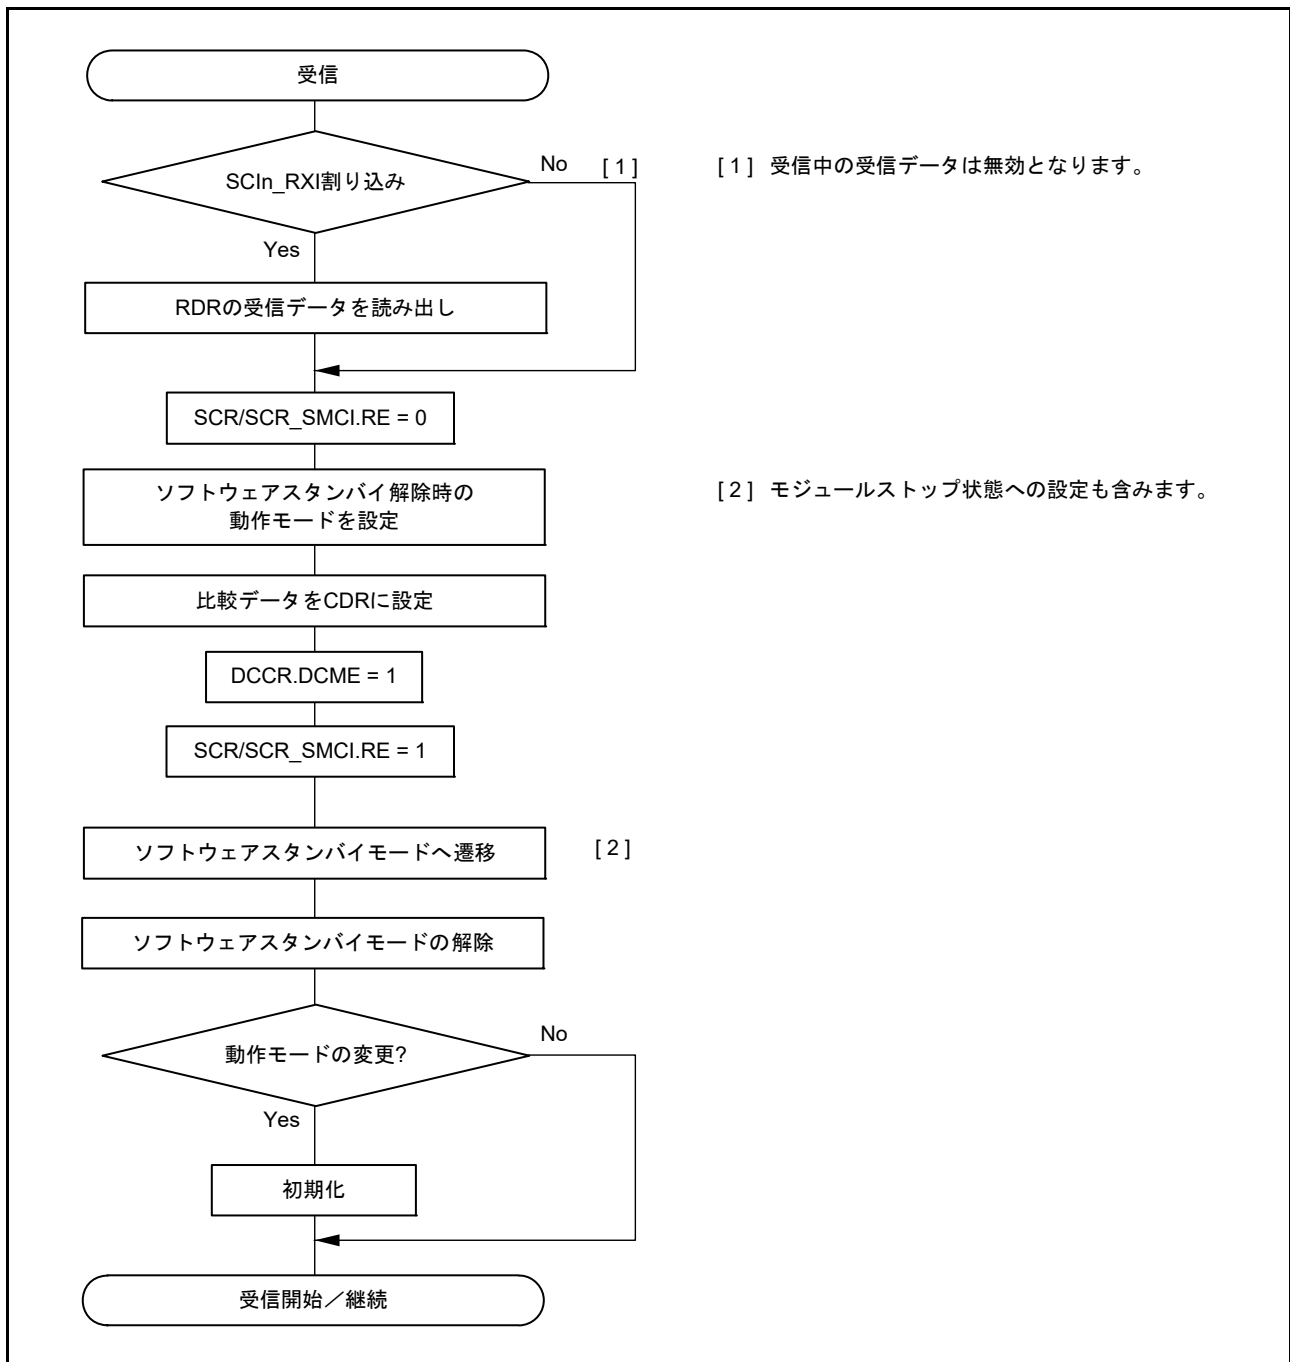 受信
SCIn_RXI割り込み
No
[ 1 ]
[ 1 ] 受信中の受信データは無効となります。
Yes
RDRの受信データを読み出し
SCR/SCR_SMCI.RE = 0
ソフトウェアスタンバイ解除時の
動作モードを設定
[ 2 ] モジュールストップ状態への設定も含みます。
比較データをCDRに設定
DCCR.DCME = 1
SCR/SCR_SMCI.RE = 1
ソフトウェアスタンバイモードへ遷移
[ 2 ]
ソフトウェアスタンバイモードの解除
動作モードの変更?
No
Yes
初期化
受信開始／継続